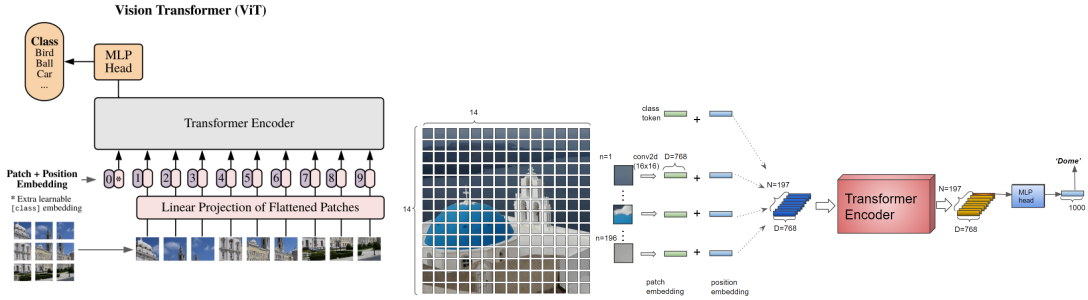 Vision Transformer (ViT)
Class
Bird
Ball
Car
...
MLP
Head
Transformer Encoder
Patch + Position
Embedding
* Extra learnable
[class] embedding
0 * 1 2 3 4 5 6 7 8 9
Linear Projection of Flattened Patches
14
14
class
token
+
n=1
conv2d
(16x16)
D=768
+
+
n=196
+
patch
embedding
position
embedding
N=197
D=768
Transformer
Encoder
N=197
D=768
MLP
head
'Dome'
1000